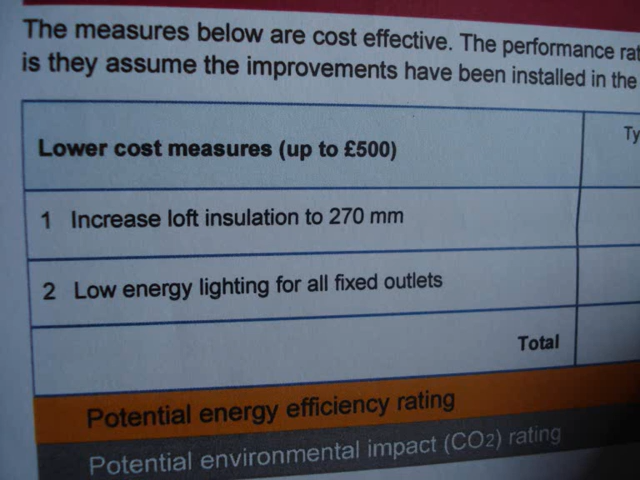 The measures below are cost effective. The performance
is they assume the improvements have been installed in the
Lower cost measures (up to £500)
1 Increase loft insulation to 270 mm
2 Low energy lighting for all fixed outlets
Total
Potential energy efficiency rating
Potential environmental impact (CO2) rating